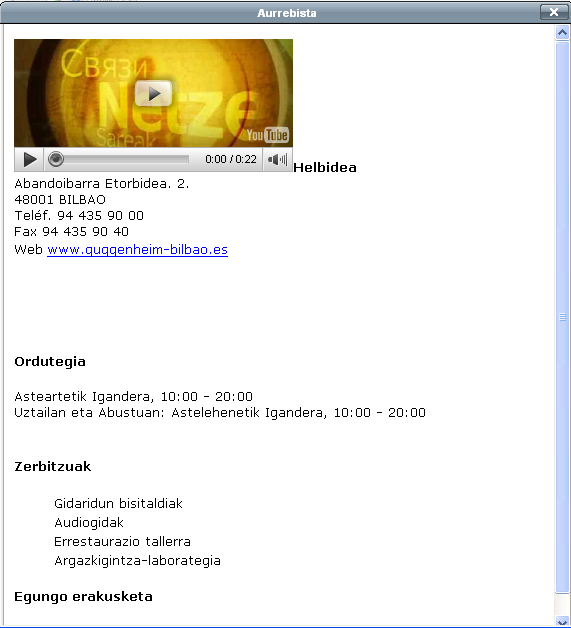 Aurrebista
Связи
Netze
Sareak
YouTube
0:00 / 0:22
Helbidea
Abandoibarra Etorbidea. 2.
48001 BILBAO
Teléf. 94 435 90 00
Fax 94 435 90 40
Web www.guggenheim-bilbao.es
Ordutegia
Asteartetik Igandera, 10:00 - 20:00
Uztailan eta Abustuan: Astelehenetik Igandera, 10:00 - 20:00
Zerbitzuak
Gidaridun bisitaldiak
Audiogidak
Errestaurazio tallerra
Argazkigintza-laborategia
Egungo erakusketa